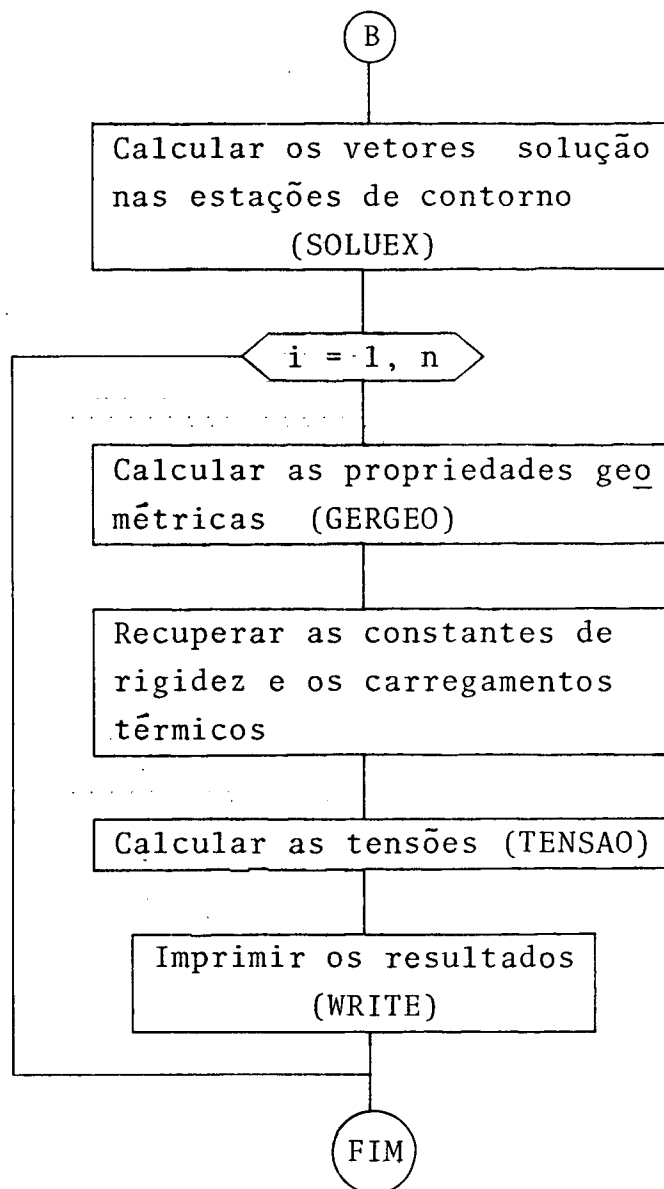 B
Calcular os vetores solução
nas estações de contorno
(SOLUEX)
i = 1, n
Calcular as propriedades geo
métricas (GERGEO)
Recuperar as constantes de
rigidez e os carregamentos
térmicos
Calcular as tensões (TENSAO)
Imprimir os resultados
(WRITE)
FIM